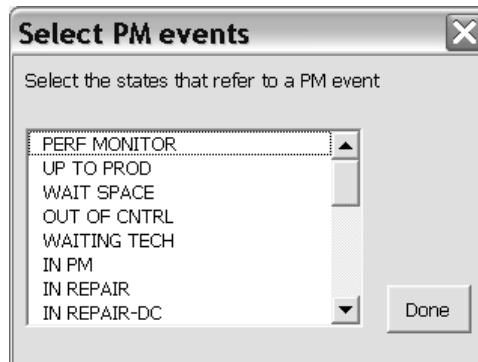 Select PM events
Select the states that refer to a PM event
PERF MONITOR
UP TO PROD
WAIT SPACE
OUT OF CNTRL
WAITING TECH
IN PM
IN REPAIR
IN REPAIR-DC
Done